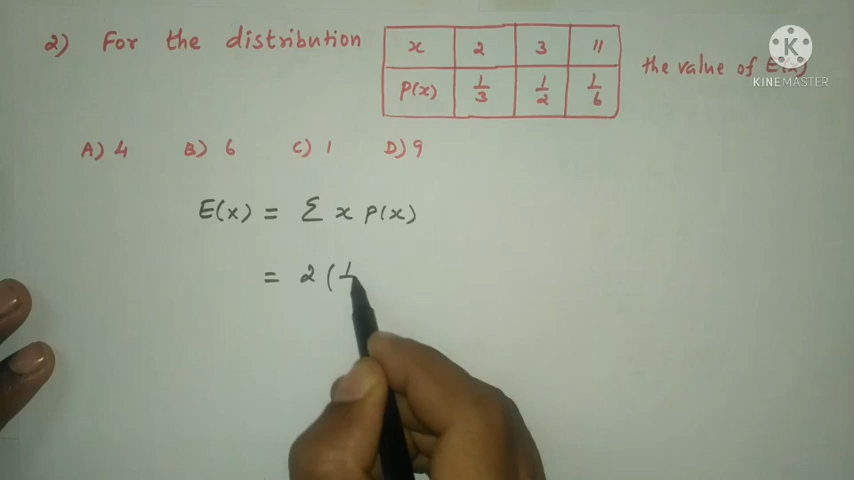 2) For the distribution
x 2 3 11
P(x) 1/3 1/2 1/6
the value of E(x)
K
KINEMASTER
A) 4 B) 6 C) 1 D) 9
E(x) = Σ x P(x)
= 2 ( 1